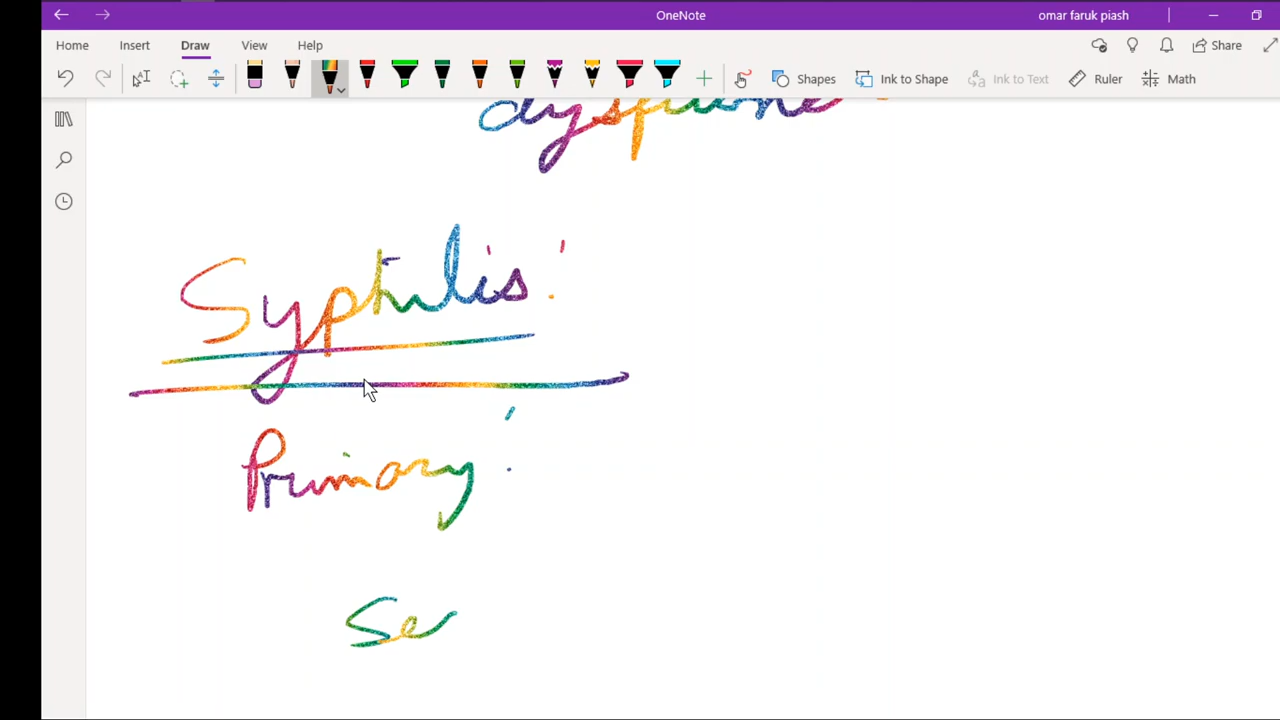 OneNote
omar faruk piash
Home Insert Draw View Help
Share
Shapes Ink to Shape Ink to Text Ruler Math
Syphilis :
Primary :
Se